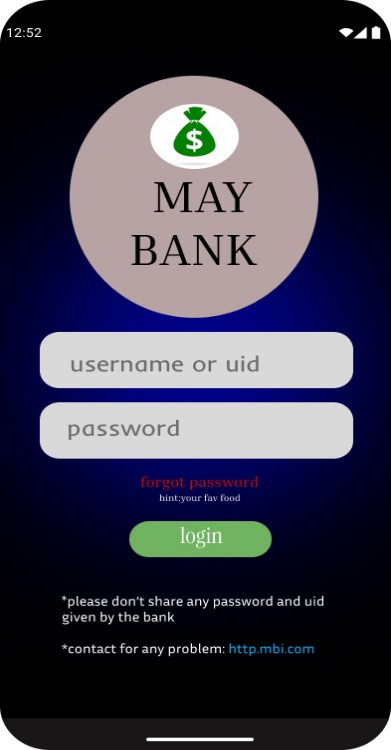 12:52
$
MAY
BANK
username or uid
password
forgot password
hint:your fav food
login
*please don't share any password and uid
given by the bank
*contact for any problem: http.mbi.com